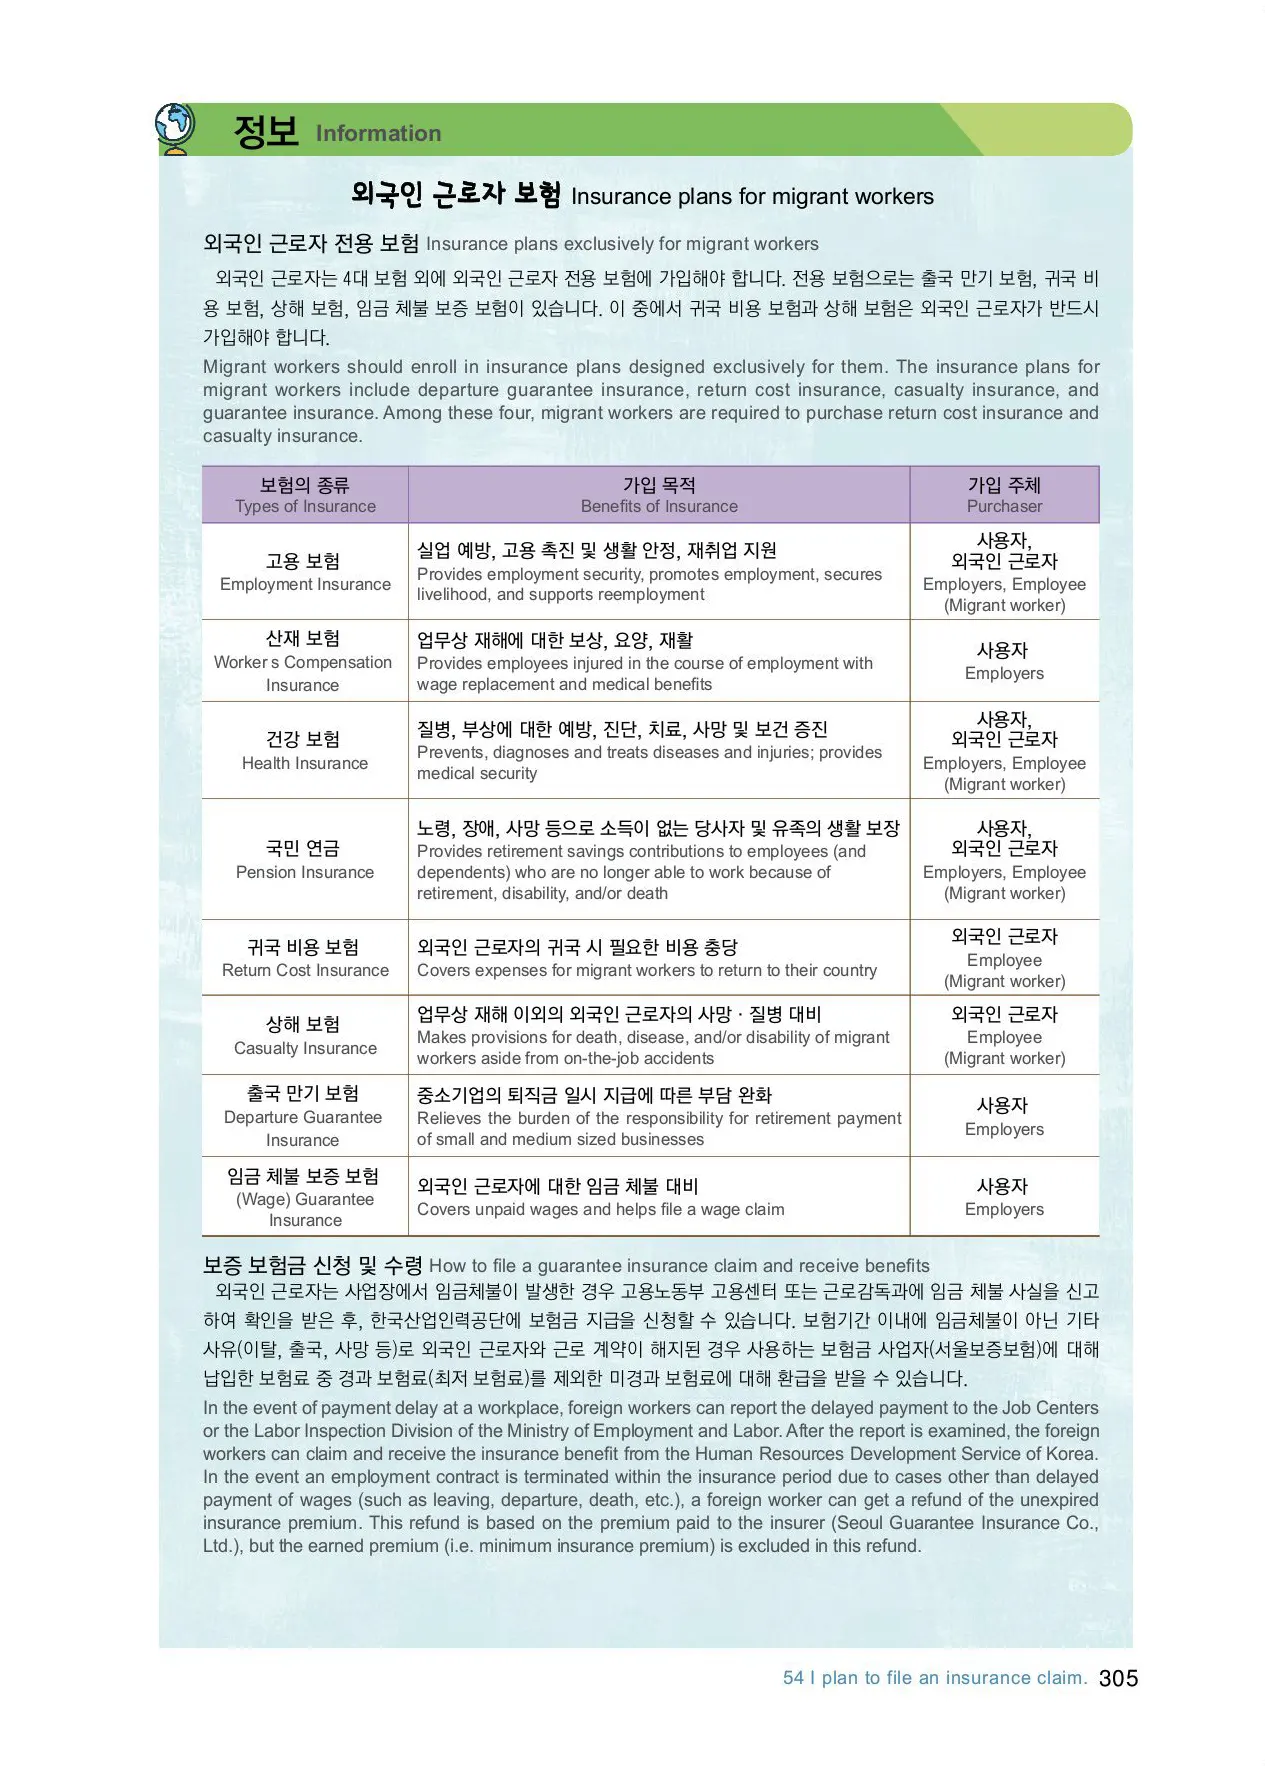 정보 Information
외국인 근로자 보험 Insurance plans for migrant workers
외국인 근로자 전용 보험 Insurance plans exclusively for migrant workers
외국인 근로자는 4대 보험 외에 외국인 근로자 전용 보험에 가입해야 합니다. 전용 보험으로는 출국 만기 보험, 귀국 비
용 보험, 상해 보험, 임금 체불 보증 보험이 있습니다. 이 중에서 귀국 비용 보험과 상해 보험은 외국인 근로자가 반드시
가입해야 합니다.
Migrant workers should enroll in insurance plans designed exclusively for them. The insurance plans for
migrant workers include departure guarantee insurance, return cost insurance, casualty insurance, and
guarantee insurance. Among these four, migrant workers are required to purchase return cost insurance and
casualty insurance.
보험의 종류
Types of Insurance
가입 목적
Benefits of Insurance
가입 주체
Purchaser
고용 보험
Employment Insurance
실업 예방, 고용 촉진 및 생활 안정, 재취업 지원
Provides employment security, promotes employment, secures
livelihood, and supports reemployment
사용자,
외국인 근로자
Employers, Employee
(Migrant worker)
산재 보험
Worker s Compensation
Insurance
업무상 재해에 대한 보상, 요양, 재활
Provides employees injured in the course of employment with
wage replacement and medical benefits
사용자
Employers
건강 보험
Health Insurance
질병, 부상에 대한 예방, 진단, 치료, 사망 및 보건 증진
Prevents, diagnoses and treats diseases and injuries; provides
medical security
사용자,
외국인 근로자
Employers, Employee
(Migrant worker)
국민 연금
Pension Insurance
노령, 장애, 사망 등으로 소득이 없는 당사자 및 유족의 생활 보장
Provides retirement savings contributions to employees (and
dependents) who are no longer able to work because of
retirement, disability, and/or death
사용자,
외국인 근로자
Employers, Employee
(Migrant worker)
귀국 비용 보험
Return Cost Insurance
외국인 근로자의 귀국 시 필요한 비용 충당
Covers expenses for migrant workers to return to their country
외국인 근로자
Employee
(Migrant worker)
상해 보험
Casualty Insurance
업무상 재해 이외의 외국인 근로자의 사망 · 질병 대비
Makes provisions for death, disease, and/or disability of migrant
workers aside from on-the-job accidents
외국인 근로자
Employee
(Migrant worker)
출국 만기 보험
Departure Guarantee
Insurance
중소기업의 퇴직금 일시 지급에 따른 부담 완화
Relieves the burden of the responsibility for retirement payment
of small and medium sized businesses
사용자
Employers
임금 체불 보증 보험
(Wage) Guarantee
Insurance
외국인 근로자에 대한 임금 체불 대비
Covers unpaid wages and helps file a wage claim
사용자
Employers
보증 보험금 신청 및 수령 How to file a guarantee insurance claim and receive benefits
외국인 근로자는 사업장에서 임금체불이 발생한 경우 고용노동부 고용센터 또는 근로감독과에 임금 체불 사실을 신고
하여 확인을 받은 후, 한국산업인력공단에 보험금 지급을 신청할 수 있습니다. 보험기간 이내에 임금체불이 아닌 기타
사유(이탈, 출국, 사망 등)로 외국인 근로자와 근로 계약이 해지된 경우 사용하는 보험금 사업자(서울보증보험)에 대해
납입한 보험료 중 경과 보험료(최저 보험료)를 제외한 미경과 보험료에 대해 환급을 받을 수 있습니다.
In the event of payment delay at a workplace, foreign workers can report the delayed payment to the Job Centers
or the Labor Inspection Division of the Ministry of Employment and Labor. After the report is examined, the foreign
workers can claim and receive the insurance benefit from the Human Resources Development Service of Korea.
In the event an employment contract is terminated within the insurance period due to cases other than delayed
payment of wages (such as leaving, departure, death, etc.), a foreign worker can get a refund of the unexpired
insurance premium. This refund is based on the premium paid to the insurer (Seoul Guarantee Insurance Co.,
Ltd.), but the earned premium (i.e. minimum insurance premium) is excluded in this refund.
54 I plan to file an insurance claim. 305